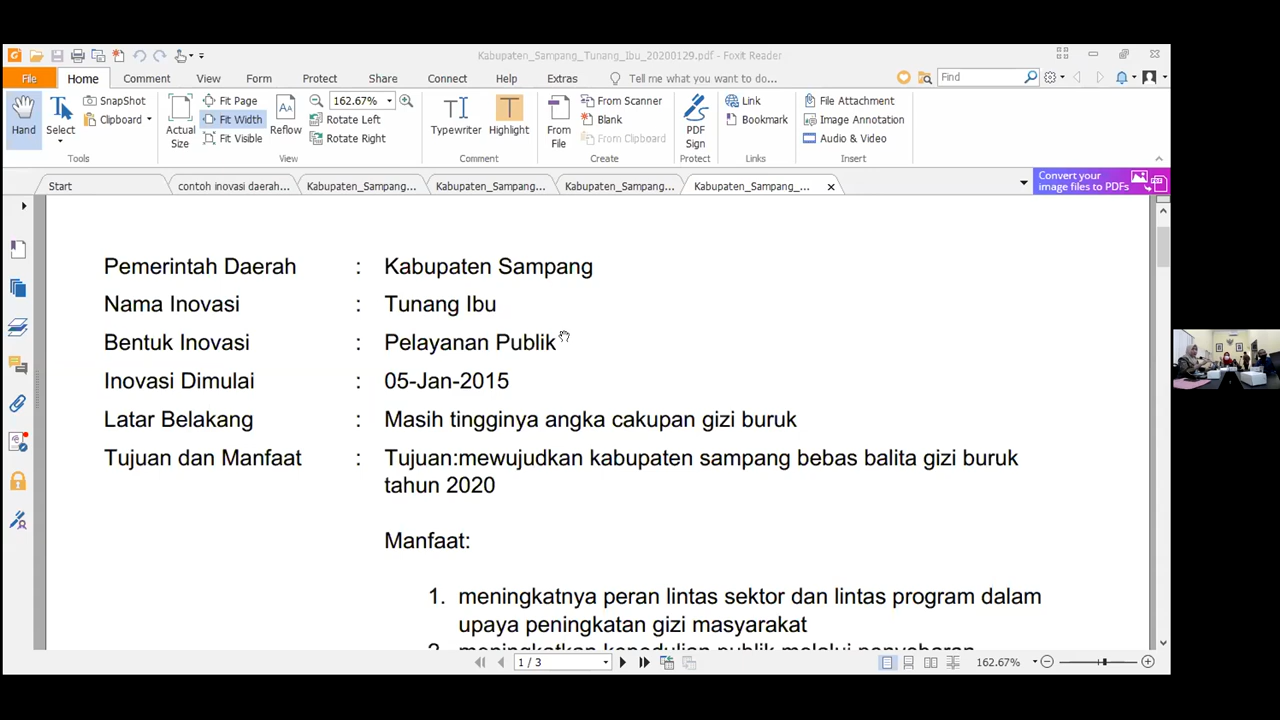 Kabupaten_Sampang_Tunang_Ibu_20200129.pdf - Foxit Reader
File Home Comment View Form Protect Share Connect Help Extras Tell me what you want to do... Find
Hand
Select
SnapShot
Clipboard
Tools
Actual Size
Fit Page
Fit Width
Fit Visible
Reflow
162.67%
Rotate Left
Rotate Right
View
Typewriter
Highlight
Comment
From File
From Scanner
Blank
From Clipboard
Create
PDF Sign
Protect
Link
Bookmark
Links
File Attachment
Image Annotation
Audio & Video
Insert
Start contoh inovasi daerah... Kabupaten_Sampang... Kabupaten_Sampang... Kabupaten_Sampang... Kabupaten_Sampang_...
Convert your
image files to PDFs
Pemerintah Daerah : Kabupaten Sampang
Nama Inovasi : Tunang Ibu
Bentuk Inovasi : Pelayanan Publik
Inovasi Dimulai : 05-Jan-2015
Latar Belakang : Masih tingginya angka cakupan gizi buruk
Tujuan dan Manfaat : Tujuan:mewujudkan kabupaten sampang bebas balita gizi buruk
tahun 2020
Manfaat:
1. meningkatnya peran lintas sektor dan lintas program dalam
upaya peningkatan gizi masyarakat
2. meningkatkan kepedulian publik melalui penyebaran
1 / 3 162.67%